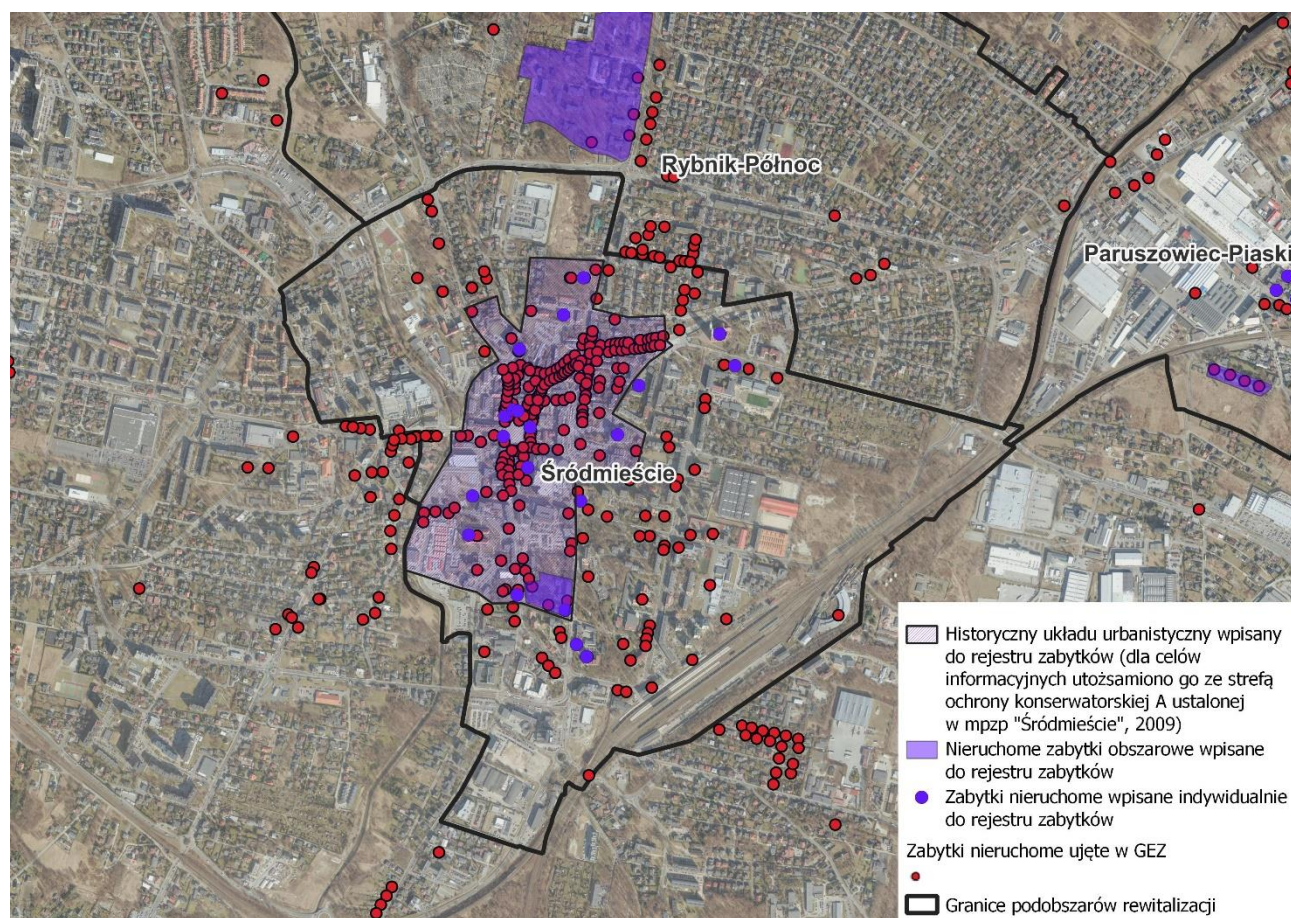 Rybnik-Północ
Paruszowiec-Piaski
Śródmieście
Historyczny układu urbanistyczny wpisany
do rejestru zabytków (dla celów
informacyjnych utożsamiono go ze strefą
ochrony konserwatorskiej A ustalonej
w mpzp "Śródmieście", 2009)
Nieruchome zabytki obszarowe wpisane
do rejestru zabytków
Zabytki nieruchome wpisane indywidualnie
do rejestru zabytków
Zabytki nieruchome ujęte w GEZ
Granice podobszarów rewitalizacji